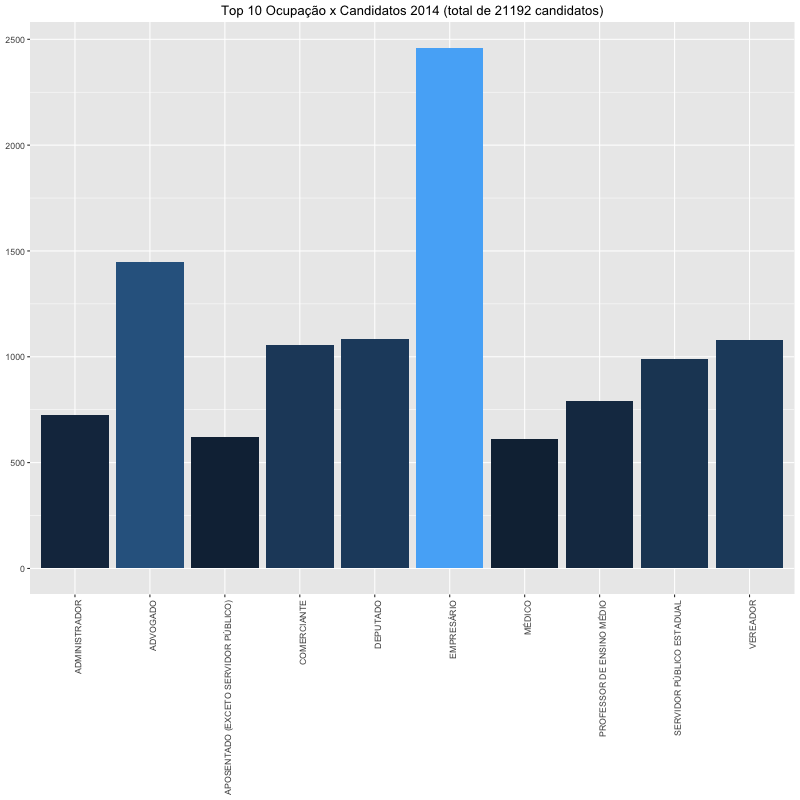 Top 10 Ocupação x Candidatos 2014 (total de 21192 candidatos)
2500
2000
1500
1000
500
0
ADMINISTRADOR
ADVOGADO
APOSENTADO (EXCETO SERVIDOR PÚBLICO)
COMERCIANTE
DEPUTADO
EMPRESÁRIO
MÉDICO
PROFESSOR DE ENSINO MÉDIO
SERVIDOR PÚBLICO ESTADUAL
VEREADOR